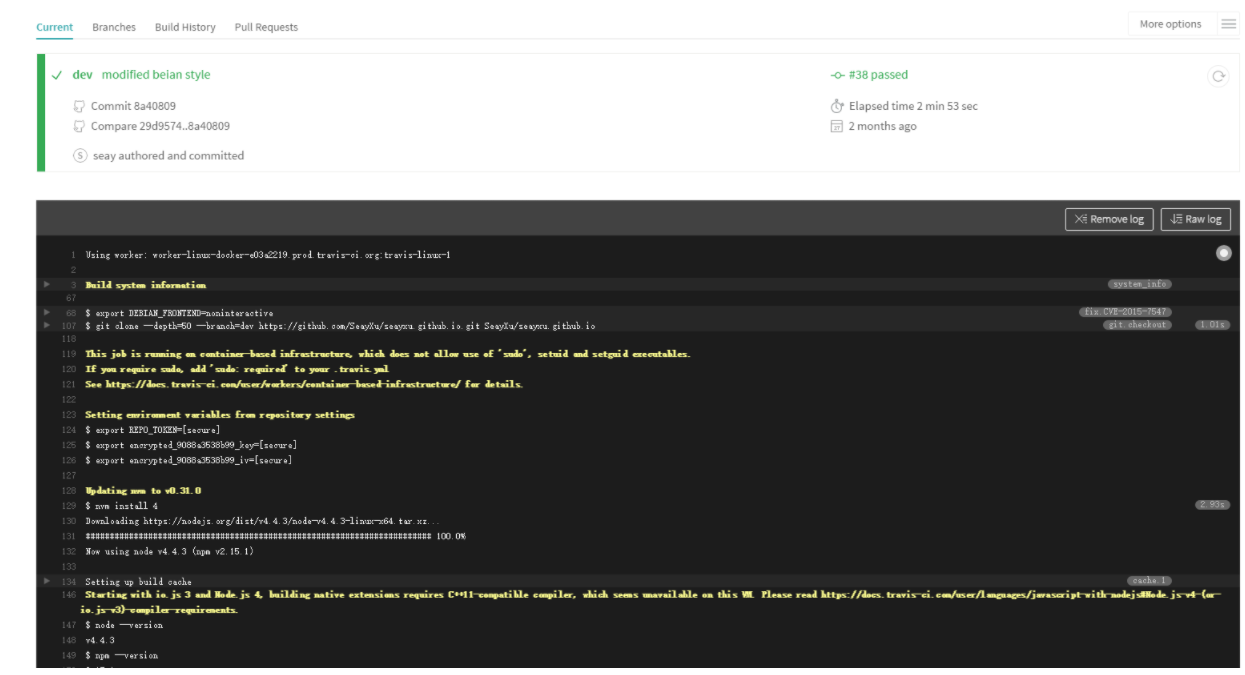 Current Branches Build History Pull Requests More options
dev modified beian style #38 passed
Commit 8a40809 Elapsed time 2 min 53 sec
Compare 29d9574..8a40809 2 months ago
S seay authored and committed
Remove log Raw log
1 Using worker: worker-linux-docker-e03a2219.prod.travis-ci.org:travis-linux-1
2
3 Build system information system_info
67
68 $ export DEBIAN_FRONTEND=noninteractive fix.CVE-2015-7547
107 $ git clone --depth=50 --branch=dev https://github.com/SeayXu/seayxu.github.io.git SeayXu/seayxu.github.io git.checkout 1.01s
118
119 This job is running on container-based infrastructure, which does not allow use of 'sudo', setuid and setguid executables.
120 If you require sudo, add 'sudo: required' to your .travis.yml
121 See https://docs.travis-ci.com/user/workers/container-based-infrastructure/ for details.
122
123 Setting environment variables from repository settings
124 $ export REPO_TOKEN=[secure]
125 $ export encrypted_9088a3538b99_key=[secure]
126 $ export encrypted_9088a3538b99_iv=[secure]
127
128 Updating nvm to v0.31.0
129 $ nvm install 4 2.93s
130 Downloading https://nodejs.org/dist/v4.4.3/node-v4.4.3-linux-x64.tar.xz...
131 ######################################################################## 100.0%
132 Now using node v4.4.3 (npm v2.15.1)
133
134 Setting up build cache cache.1
146 Starting with io.js 3 and Node.js 4, building native extensions requires C++11-compatible compiler, which seems unavailable on this VM. Please read https://docs.travis-ci.com/user/languages/javascript-with-nodejs#Node.js-v4-(or-
io.js-v3)-compiler-requirements.
147 $ node --version
148 v4.4.3
149 $ npm --version